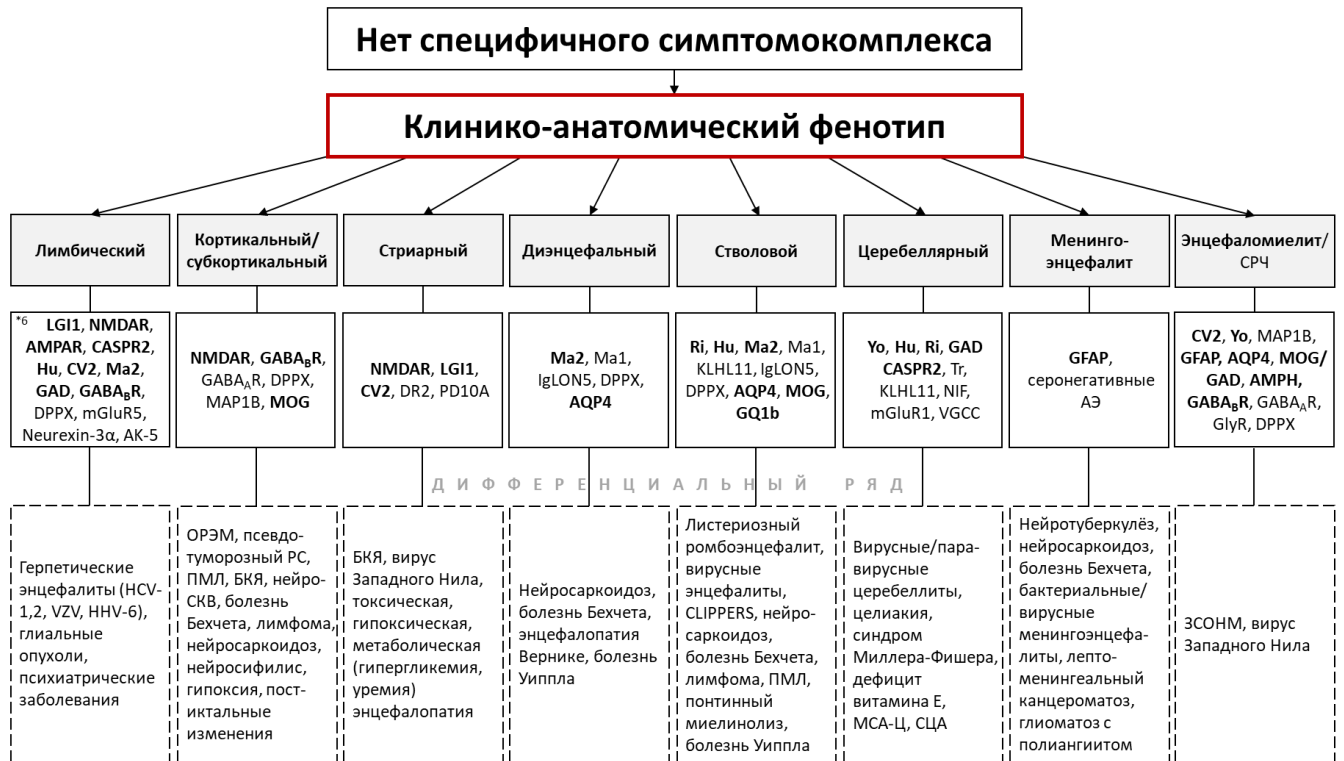 Нет специфичного симптомокомплекса
Клинико-анатомический фенотип
Лимбический
Кортикальный/
субкортикальный
Стриарный
Диэнцефальный
Стволовой
Церебеллярный
Менинго-
энцефалит
Энцефаломиелит/
СРЧ
*6 LGI1, NMDAR,
AMPAR, CASPR2,
Hu, CV2, Ma2,
GAD, GABABR,
DPPX, mGluR5,
Neurexin-3α, AK-5
NMDAR, GABABR,
GABAAR, DPPX,
MAP1B, MOG
NMDAR, LGI1,
CV2, DR2, PD10A
Ma2, Ma1,
IgLON5, DPPX,
AQP4
Ri, Hu, Ma2, Ma1,
KLHL11, IgLON5,
DPPX, AQP4, MOG,
GQ1b
Yo, Hu, Ri, GAD
CASPR2, Tr,
KLHL11, NIF,
mGluR1, VGCC
GFAP,
серонегативные
АЭ
CV2, Yo, MAP1B,
GFAP, AQP4, MOG/
GAD, AMPH,
GABABR, GABAAR,
GlyR, DPPX
ДИФФЕРЕНЦИАЛЬНЫЙ РЯД
Герпетические
энцефалиты (HCV-
1,2, VZV, HHV-6),
глиальные
опухоли,
психиатрические
заболевания
ОРЭМ, псевдо-
туморозный РС,
ПМЛ, БКЯ, нейро-
СКВ, болезнь
Бехчета, лимфома,
нейросаркоидоз,
нейросифилис,
гипоксия, пост-
иктальные
изменения
БКЯ, вирус
Западного Нила,
токсическая,
гипоксическая,
метаболическая
(гипергликемия,
уремия)
энцефалопатия
Нейросаркоидоз,
болезнь Бехчета,
энцефалопатия
Вернике, болезнь
Уиппла
Листериозный
ромбоэнцефалит,
вирусные
энцефалиты,
CLIPPERS, нейро-
саркоидоз,
болезнь Бехчета,
лимфома, ПМЛ,
понтинный
миелинолиз,
болезнь Уиппла
Вирусные/пара-
вирусные
церебеллиты,
целиакия,
синдром
Миллера-Фишера,
дефицит
витамина Е,
МСА-Ц, СЦА
Нейротуберкулёз,
нейросаркоидоз,
болезнь Бехчета,
бактериальные/
вирусные
менингоэнцефа-
литы, лепто-
менингеальный
канцероматоз,
глиоматоз с
полиангиитом
ЗСОНМ, вирус
Западного Нила